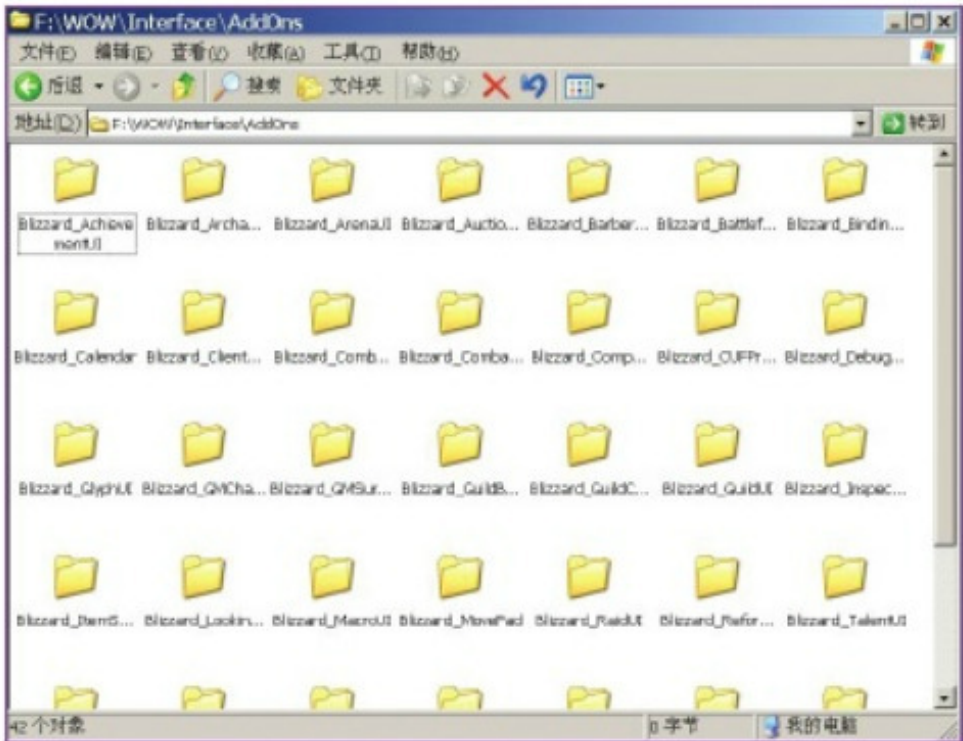 F:\WOW\Interface\AddOns
文件(F) 编辑(E) 查看(V) 收藏(A) 工具(T) 帮助(H)
后退 搜索 文件夹
地址(D) F:\WOW\Interface\AddOns 转到
Blizzard_Achieve Blizzard_Archa... Blizzard_ArenaUI Blizzard_Auctio... Blizzard_Barber... Blizzard_Battlef... Blizzard_Bindin...
mentUI
Blizzard_Calendar Blizzard_Client... Blizzard_Comb... Blizzard_Comba... Blizzard_Comp... Blizzard_CUFPr... Blizzard_Debug...
Blizzard_GlyphUI Blizzard_GMCha... Blizzard_GMSur... Blizzard_GuildB... Blizzard_GuildC... Blizzard_GuildUI Blizzard_Inspec...
Blizzard_ItemS... Blizzard_Lookin... Blizzard_MacroUI Blizzard_MovePad Blizzard_RaidUI Blizzard_Refor... Blizzard_TalentUI
42 个对象 0 字节 我的电脑